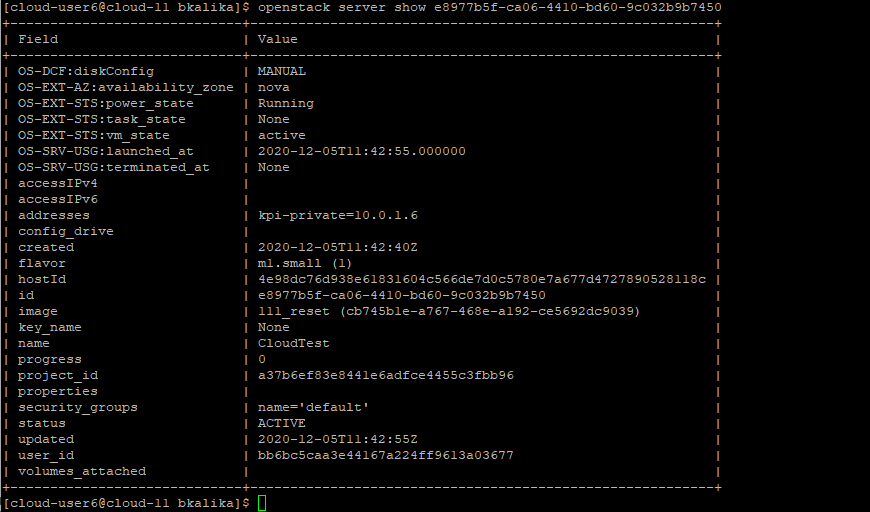 [cloud-user6@cloud-11 bkalika]$ openstack server show e8977b5f-ca06-4410-bd60-9c032b9b7450
+-----------------------------+----------------------------------------------------------+
| Field                       | Value                                                    |
+-----------------------------+----------------------------------------------------------+
| OS-DCF:diskConfig           | MANUAL                                                   |
| OS-EXT-AZ:availability_zone | nova                                                     |
| OS-EXT-STS:power_state      | Running                                                  |
| OS-EXT-STS:task_state       | None                                                     |
| OS-EXT-STS:vm_state         | active                                                   |
| OS-SRV-USG:launched_at      | 2020-12-05T11:42:55.000000                               |
| OS-SRV-USG:terminated_at    | None                                                     |
| accessIPv4                  |                                                          |
| accessIPv6                  |                                                          |
| addresses                   | kpi-private=10.0.1.6                                     |
| config_drive                |                                                          |
| created                     | 2020-12-05T11:42:40Z                                     |
| flavor                      | m1.small (1)                                             |
| hostId                      | 4e98dc76d938e61831604c566de7d0c5780e7a677d4727890528118c |
| id                          | e8977b5f-ca06-4410-bd60-9c032b9b7450                     |
| image                       | lll_reset (cb745b1e-a767-468e-a192-ce5692dc9039)         |
| key_name                    | None                                                     |
| name                        | CloudTest                                                |
| progress                    | 0                                                        |
| project_id                  | a37b6ef83e8441e6adfce4455c3fbb96                         |
| properties                  |                                                          |
| security_groups             | name='default'                                           |
| status                      | ACTIVE                                                   |
| updated                     | 2020-12-05T11:42:55Z                                     |
| user_id                     | bb6bc5caa3e44167a224ff9613a03677                         |
| volumes_attached            |                                                          |
+-----------------------------+----------------------------------------------------------+
[cloud-user6@cloud-11 bkalika]$